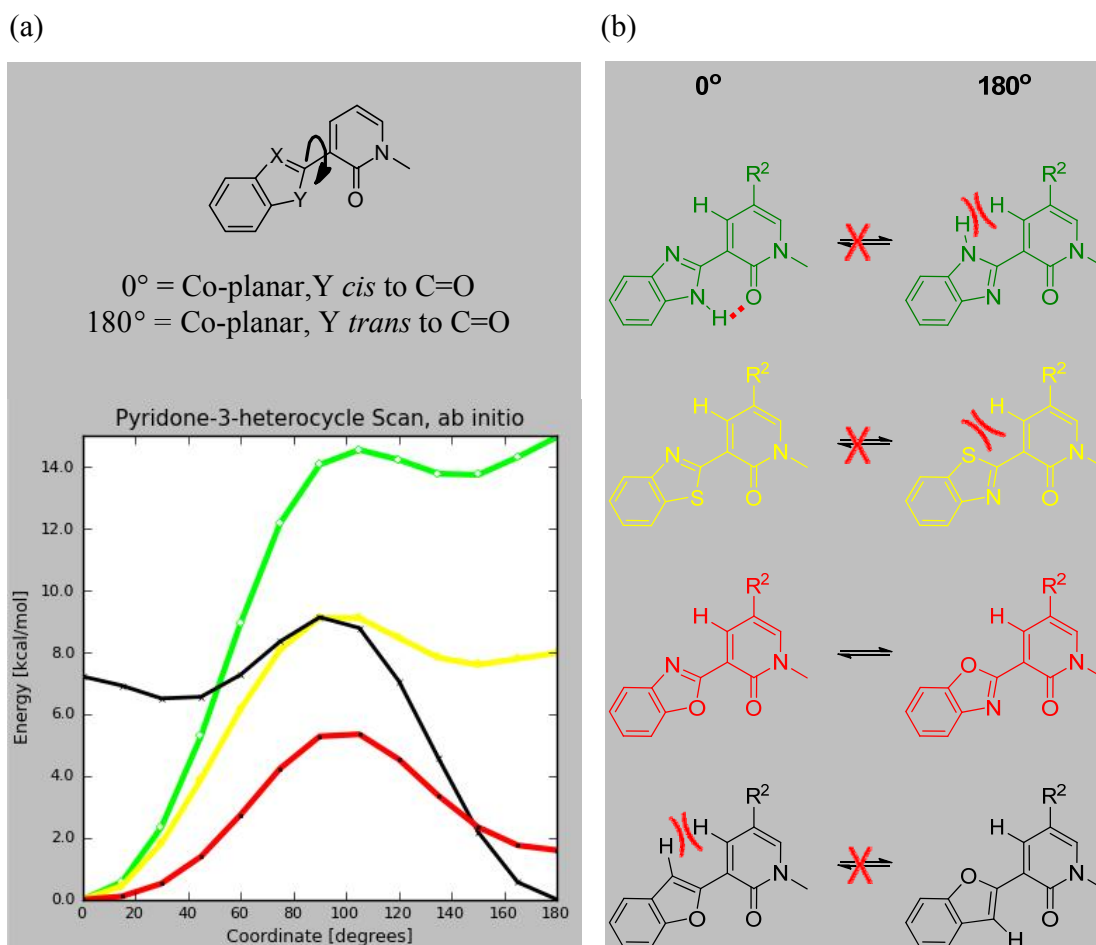 (a)
X
Y
N
O
0° = Co-planar,Y cis to C=O
180° = Co-planar, Y trans to C=O
Pyridone-3-heterocycle Scan, ab initio
14.0
12.0
10.0
8.0
6.0
4.0
2.0
0.0
Energy [kcal/mol]
0 20 40 60 80 100 120 140 160 180
Coordinate [degrees]
(b)
0º 180º
R² R²
H H H
N N N N
N O N O
H
R² R²
H H
N N S N
S O N O
R² R²
H H
N N O N
O O N O
R² R²
H H H
N O N
O O O
H